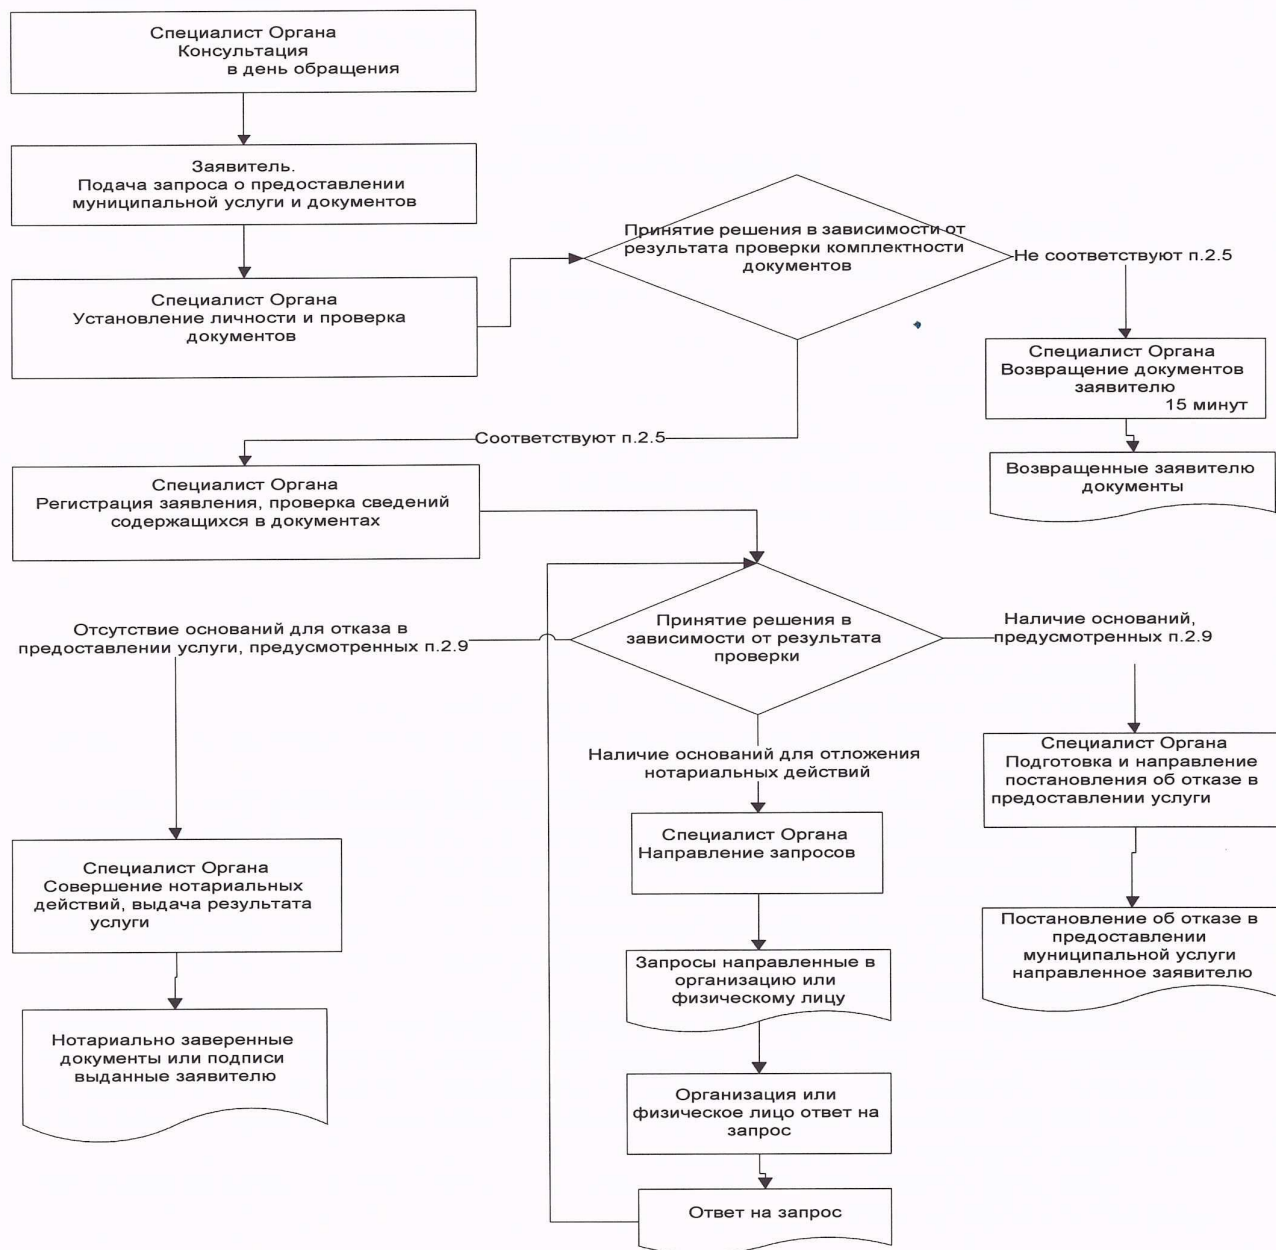 Специалист Органа
Консультация
в день обращения
Заявитель.
Подача запроса о предоставлении
муниципальной услуги и документов
Специалист Органа
Установление личности и проверка
документов
Принятие решения в зависимости от
результата проверки комплектности
документов
Не соответствуют п.2.5
Специалист Органа
Возвращение документов
заявителю
15 минут
Возвращенные заявителю
документы
Соответствуют п.2.5
Специалист Органа
Регистрация заявления, проверка сведений
содержащихся в документах
Принятие решения в
зависимости от результата
проверки
Отсутствие оснований для отказа в
предоставлении услуги, предусмотренных п.2.9
Наличие оснований,
предусмотренных п.2.9
Наличие оснований для отложения
нотариальных действий
Специалист Органа
Подготовка и направление
постановления об отказе в
предоставлении услуги
Специалист Органа
Направление запросов
Специалист Органа
Совершение нотариальных
действий, выдача результата
услуги
Постановление об отказе в
предоставлении
муниципальной услуги
направленное заявителю
Запросы направленные в
организацию или
физическому лицу
Нотариально заверенные
документы или подписи
выданные заявителю
Организация или
физическое лицо ответ на
запрос
Ответ на запрос